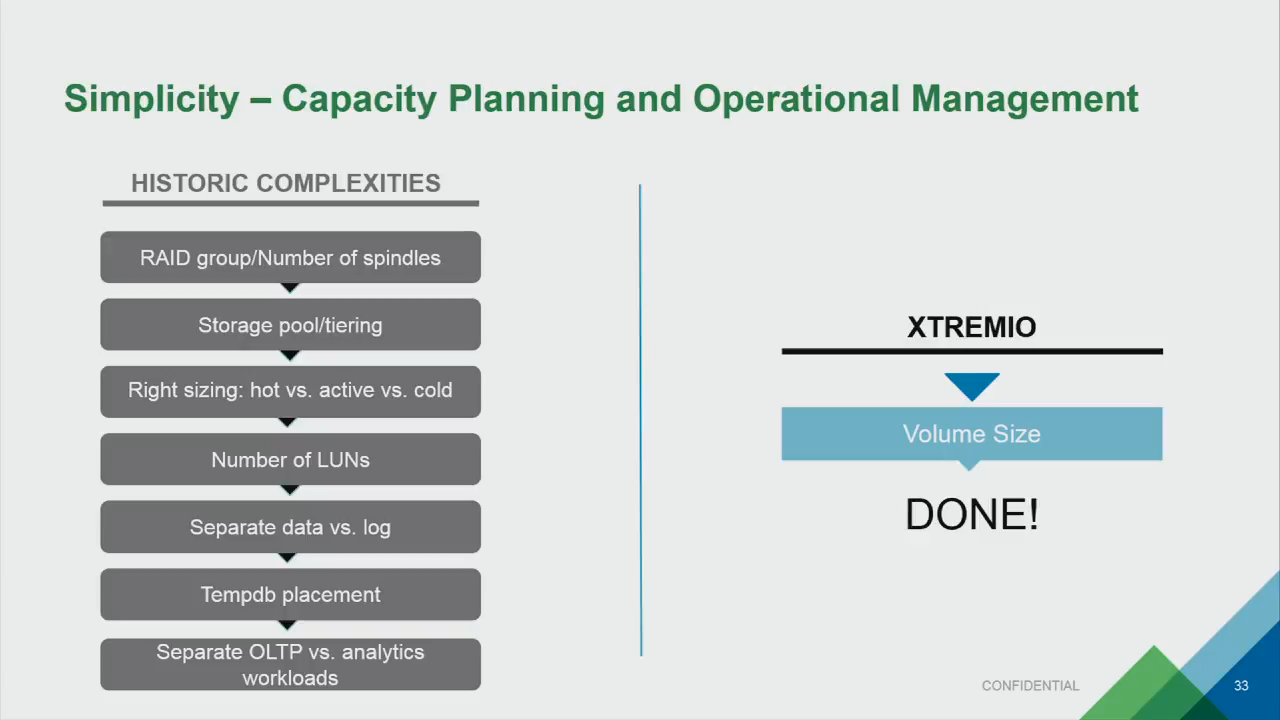 Simplicity – Capacity Planning and Operational Management
HISTORIC COMPLEXITIES
RAID group/Number of spindles
Storage pool/tiering
Right sizing: hot vs. active vs. cold
Number of LUNs
Separate data vs. log
Tempdb placement
Separate OLTP vs. analytics
workloads
XTREMIO
Volume Size
DONE!
CONFIDENTIAL
33